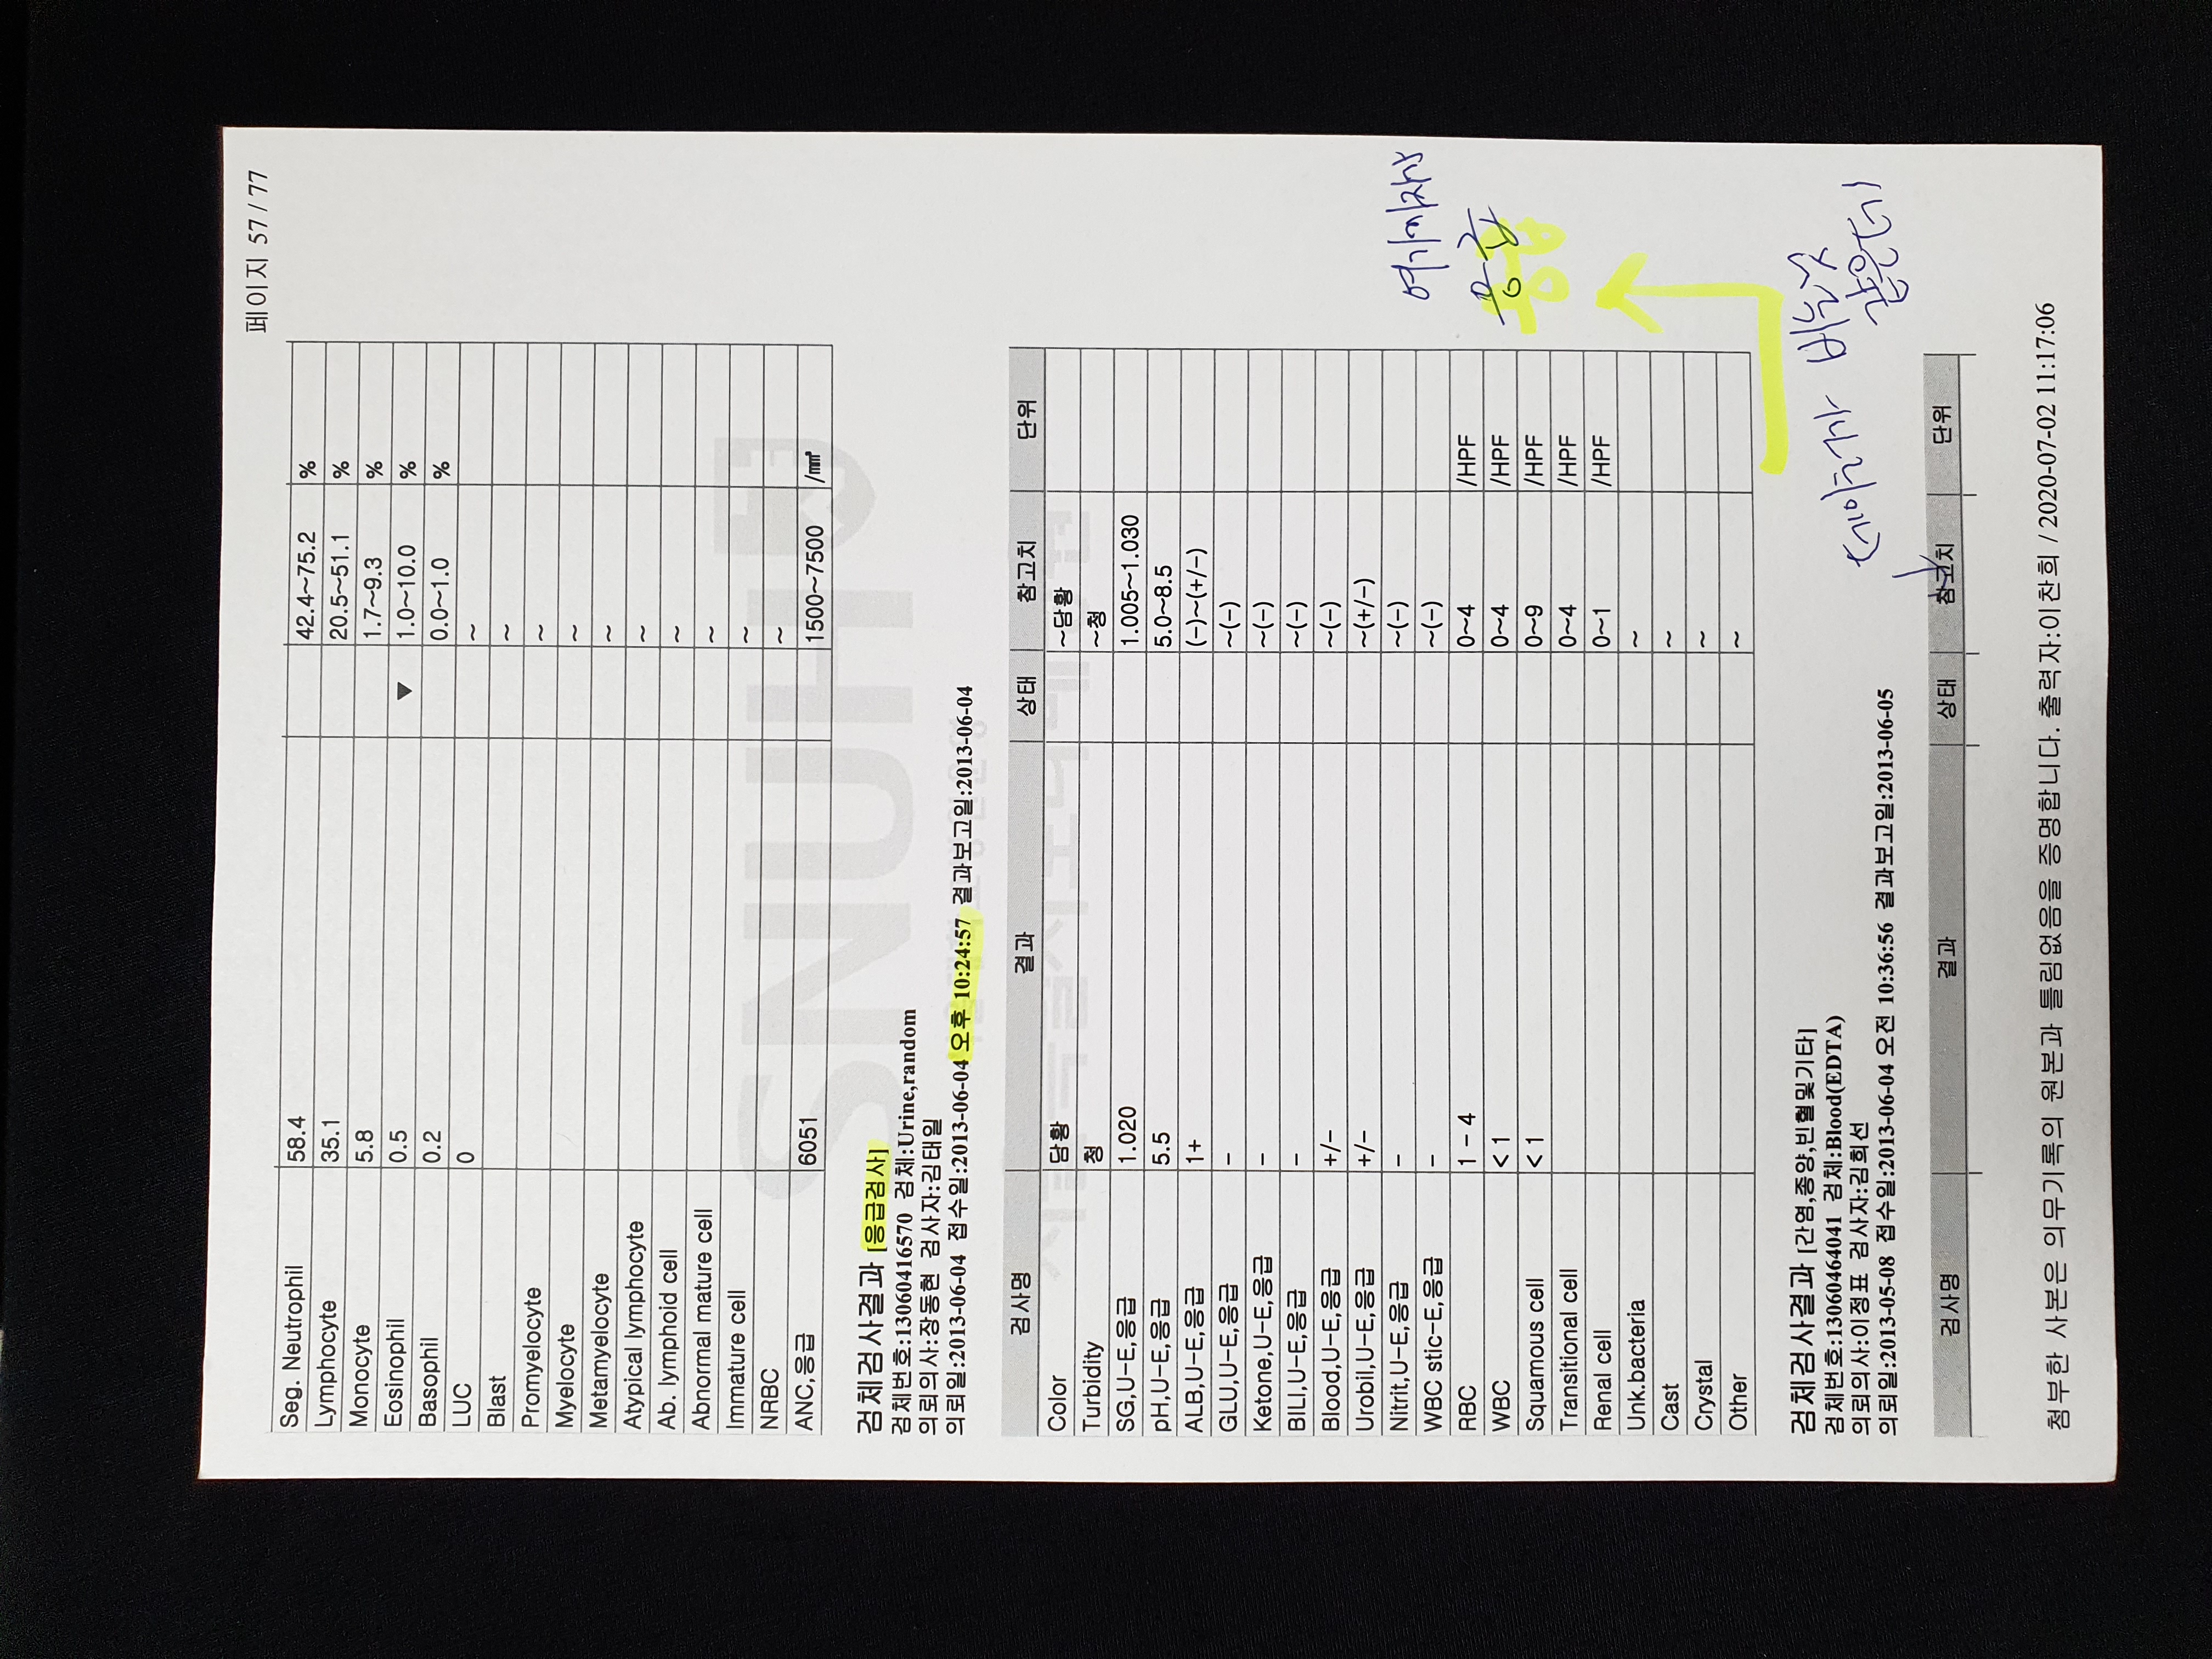 페이지 57 / 77
Seg. Neutrophil 58.4 42.4~75.2 %
Lymphocyte 35.1 20.5~51.1 %
Monocyte 5.8 1.7~9.3 %
Eosinophil 0.5 ▼ 1.0~10.0 %
Basophil 0.2 0.0~1.0 %
LUC 0 ~
Blast ~
Promyelocyte ~
Myelocyte ~
Metamyelocyte ~
Atypical lymphocyte ~
Ab. lymphoid cell ~
Abnormal mature cell ~
Immature cell ~
NRBC ~
ANC,응급 6051 1500~7500 /㎣
SNUH
검체검사결과 [응급검사]
검체번호:13060416570 검체:Urine,random
의뢰의사:장동현 검사자:김태일
의뢰일:2013-06-04 접수일:2013-06-04 오후 10:24:57 결과보고일:2013-06-04
검사명 결과 상태 참고치 단위
Color 담황 ~담황
Turbidity 청 ~청
SG,U-E,응급 1.020 1.005~1.030
pH,U-E,응급 5.5 5.0~8.5
ALB,U-E,응급 1+ (-)~(+/-)
GLU,U-E,응급 - ~(-)
Ketone,U-E,응급 - ~(-)
BILI,U-E,응급 - ~(-)
Blood,U-E,응급 +/- ~(-)
Urobil,U-E,응급 +/- ~(+/-)
Nitrit,U-E,응급 - ~(-)
WBC stic-E,응급 - ~(-)
RBC 1 - 4 0~4 /HPF
WBC < 1 0~4 /HPF
Squamous cell < 1 0~9 /HPF
Transitional cell 0~4 /HPF
Renal cell 0~1 /HPF
Unk.bacteria ~
Cast ~
Crystal ~
Other ~
여기까지가
응급
응급
검체검사결과 [간염,종양,빈혈및기타]
검체번호:13060464041 검체:Blood(EDTA)
의뢰의사:이정표 검사자:김희선
의뢰일:2013-05-08 접수일:2013-06-04 오전 10:36:56 결과보고일:2013-06-05
데이터가 비는 것
같은데
검사명 결과 상태 참고치 단위
첨부한 사본은 의무기록의 원본과 틀림없음을 증명합니다. 출력자:이찬희 / 2020-07-02 11:17:06